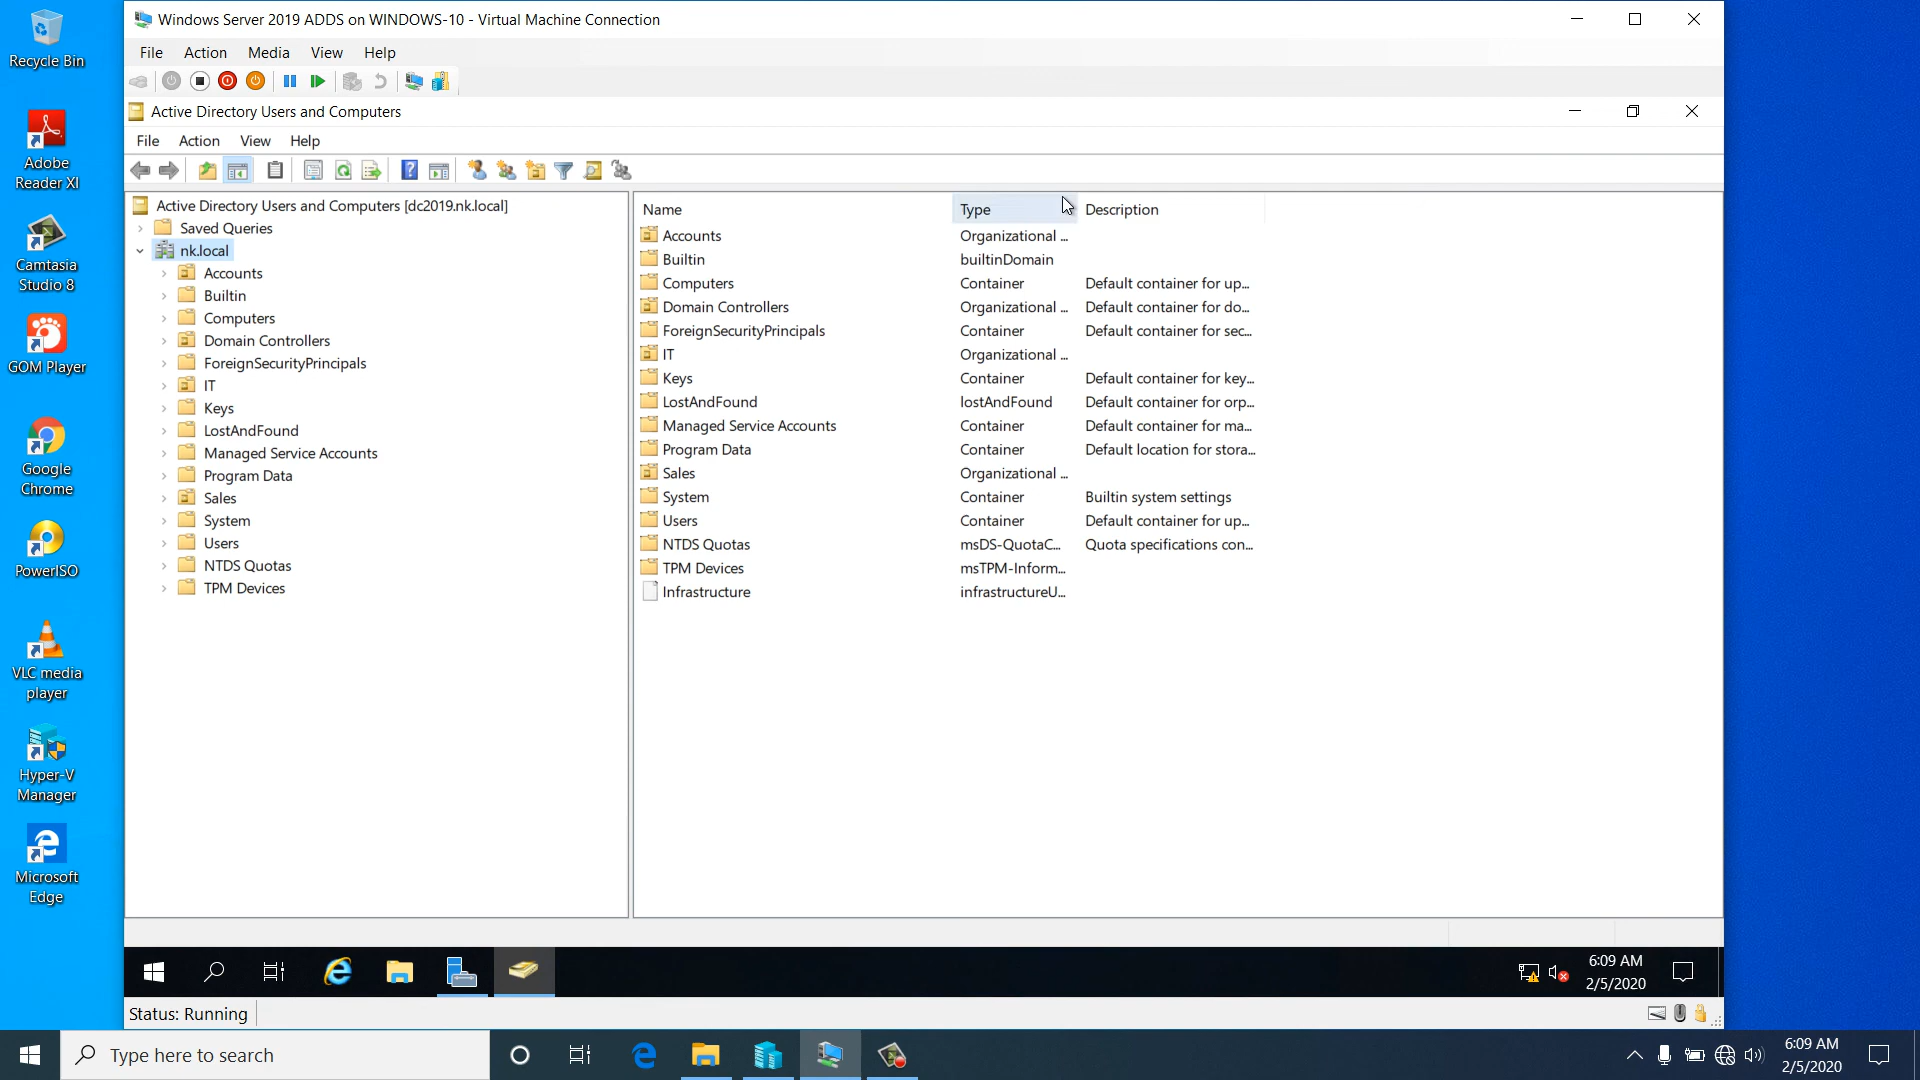 Recycle Bin
Adobe
Reader XI
Camtasia
Studio 8
GOM Player
Google
Chrome
PowerISO
VLC media
player
Hyper-V
Manager
Microsoft
Edge
Windows Server 2019 ADDS on WINDOWS-10 - Virtual Machine Connection
File Action Media View Help
Active Directory Users and Computers
File Action View Help
Active Directory Users and Computers [dc2019.nk.local]
Saved Queries
nk.local
Accounts
Builtin
Computers
Domain Controllers
ForeignSecurityPrincipals
IT
Keys
LostAndFound
Managed Service Accounts
Program Data
Sales
System
Users
NTDS Quotas
TPM Devices
Name Type Description
Accounts Organizational ...
Builtin builtinDomain
Computers Container Default container for up...
Domain Controllers Organizational ... Default container for do...
ForeignSecurityPrincipals Container Default container for sec...
IT Organizational ...
Keys Container Default container for key...
LostAndFound lostAndFound Default container for orp...
Managed Service Accounts Container Default container for ma...
Program Data Container Default location for stora...
Sales Organizational ...
System Container Builtin system settings
Users Container Default container for up...
NTDS Quotas msDS-QuotaC... Quota specifications con...
TPM Devices msTPM-Inform...
Infrastructure infrastructureU...
6:09 AM
2/5/2020
Status: Running
Type here to search
6:09 AM
2/5/2020